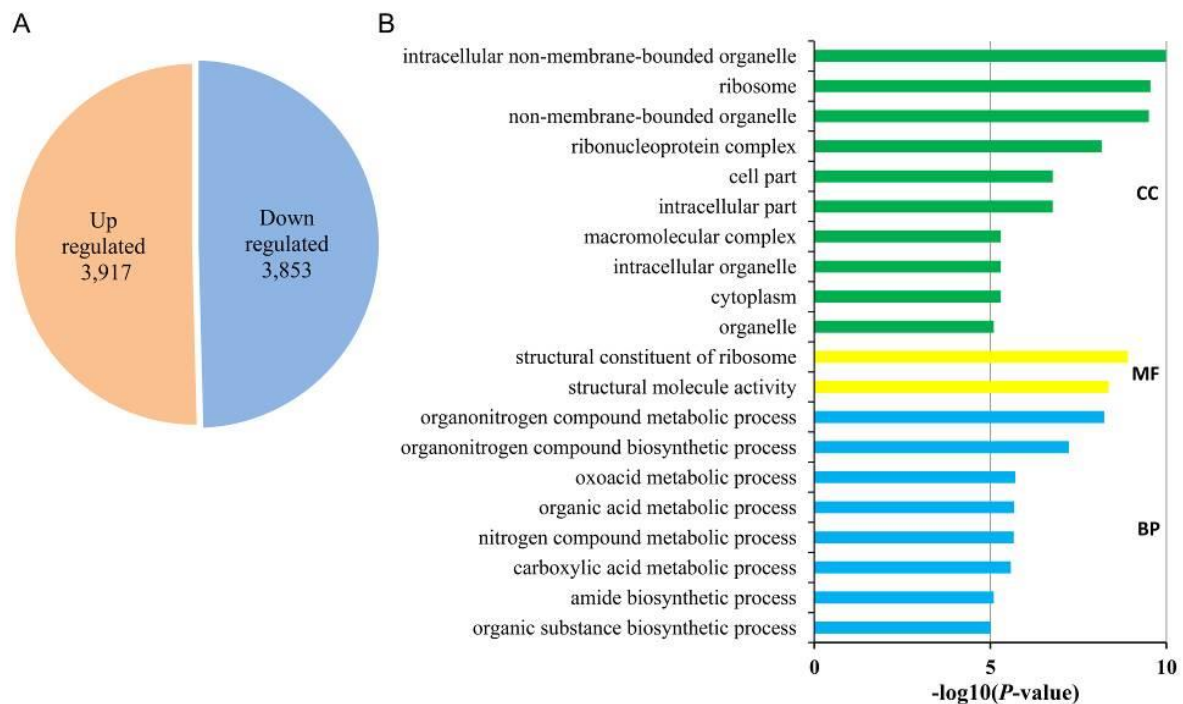 A
Up
regulated
3,917
Down
regulated
3,853
B
intracellular non-membrane-bounded organelle
ribosome
non-membrane-bounded organelle
ribonucleoprotein complex
cell part
intracellular part
macromolecular complex
intracellular organelle
cytoplasm
organelle
structural constituent of ribosome
structural molecule activity
organonitrogen compound metabolic process
organonitrogen compound biosynthetic process
oxoacid metabolic process
organic acid metabolic process
nitrogen compound metabolic process
carboxylic acid metabolic process
amide biosynthetic process
organic substance biosynthetic process
CC
MF
BP
0 5 10
-log10(P-value)